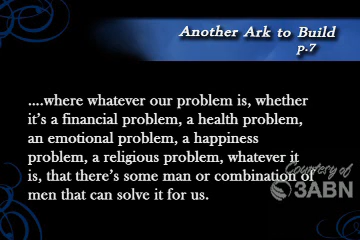 Another Ark to Build
p.7
....where whatever our problem is, whether
it's a financial problem, a health problem,
an emotional problem, a happiness
problem, a religious problem, whatever it
is, that there's some man or combination of
men that can solve it for us.
Courtesy of
3ABN